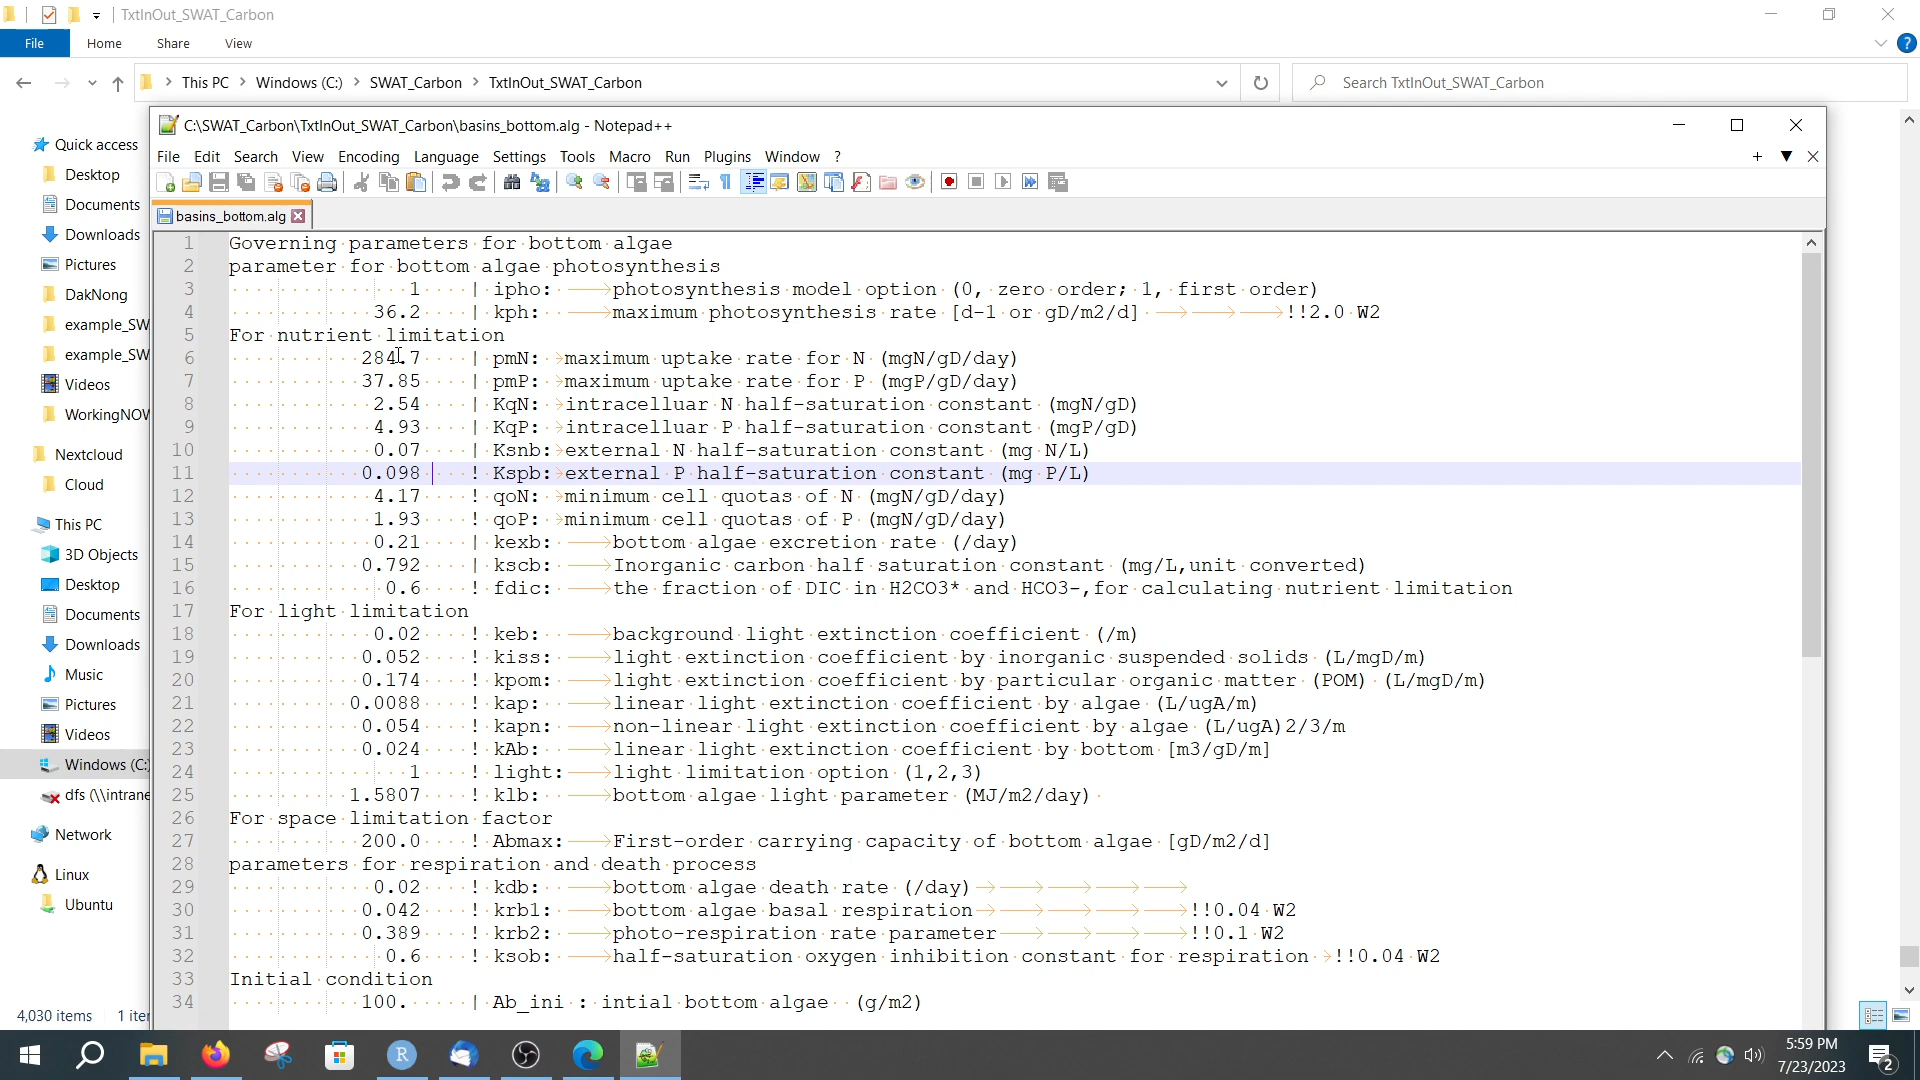 TxtInOut_SWAT_Carbon
File Home Share View
This PC Windows (C:) SWAT_Carbon TxtInOut_SWAT_Carbon
Search TxtInOut_SWAT_Carbon
Quick access
Desktop
Documents
Downloads
Pictures
DakNong
example_SW
example_SW
Videos
WorkingNOW
Nextcloud
Cloud
This PC
3D Objects
Desktop
Documents
Downloads
Music
Pictures
Videos
Windows (C:)
dfs (\\intrane
Network
Linux
Ubuntu
4,030 items 1 iter
C:\SWAT_Carbon\TxtInOut_SWAT_Carbon\basins_bottom.alg - Notepad++
File Edit Search View Encoding Language Settings Tools Macro Run Plugins Window ?
basins_bottom.alg
1 Governing parameters for bottom algae
2 parameter for bottom algae photosynthesis
3 1 | ipho: photosynthesis model option (0, zero order; 1, first order)
4 36.2 | kph: maximum photosynthesis rate [d-1 or gD/m2/d] !!2.0 W2
5 For nutrient limitation
6 284.7 | pmN: maximum uptake rate for N (mgN/gD/day)
7 37.85 | pmP: maximum uptake rate for P (mgP/gD/day)
8 2.54 | KqN: intracelluar N half-saturation constant (mgN/gD)
9 4.93 | KqP: intracelluar P half-saturation constant (mgP/gD)
10 0.07 | Ksnb: external N half-saturation constant (mg N/L)
11 0.098 ! Kspb: external P half-saturation constant (mg P/L)
12 4.17 ! qoN: minimum cell quotas of N (mgN/gD/day)
13 1.93 ! qoP: minimum cell quotas of P (mgN/gD/day)
14 0.21 | kexb: bottom algae excretion rate (/day)
15 0.792 | kscb: Inorganic carbon half saturation constant (mg/L,unit converted)
16 0.6 ! fdic: the fraction of DIC in H2CO3* and HCO3-,for calculating nutrient limitation
17 For light limitation
18 0.02 ! keb: background light extinction coefficient (/m)
19 0.052 ! kiss: light extinction coefficient by inorganic suspended solids (L/mgD/m)
20 0.174 ! kpom: light extinction coefficient by particular organic matter (POM) (L/mgD/m)
21 0.0088 ! kap: linear light extinction coefficient by algae (L/ugA/m)
22 0.054 ! kapn: non-linear light extinction coefficient by algae (L/ugA)2/3/m
23 0.024 ! kAb: linear light extinction coefficient by bottom [m3/gD/m]
24 1 ! light: light limitation option (1,2,3)
25 1.5807 ! klb: bottom algae light parameter (MJ/m2/day)
26 For space limitation factor
27 200.0 ! Abmax: First-order carrying capacity of bottom algae [gD/m2/d]
28 parameters for respiration and death process
29 0.02 ! kdb: bottom algae death rate (/day)
30 0.042 ! krb1: bottom algae basal respiration !!0.04 W2
31 0.389 ! krb2: photo-respiration rate parameter !!0.1 W2
32 0.6 ! ksob: half-saturation oxygen inhibition constant for respiration !!0.04 W2
33 Initial condition
34 100. | Ab_ini : intial bottom algae (g/m2)
5:59 PM
7/23/2023
2